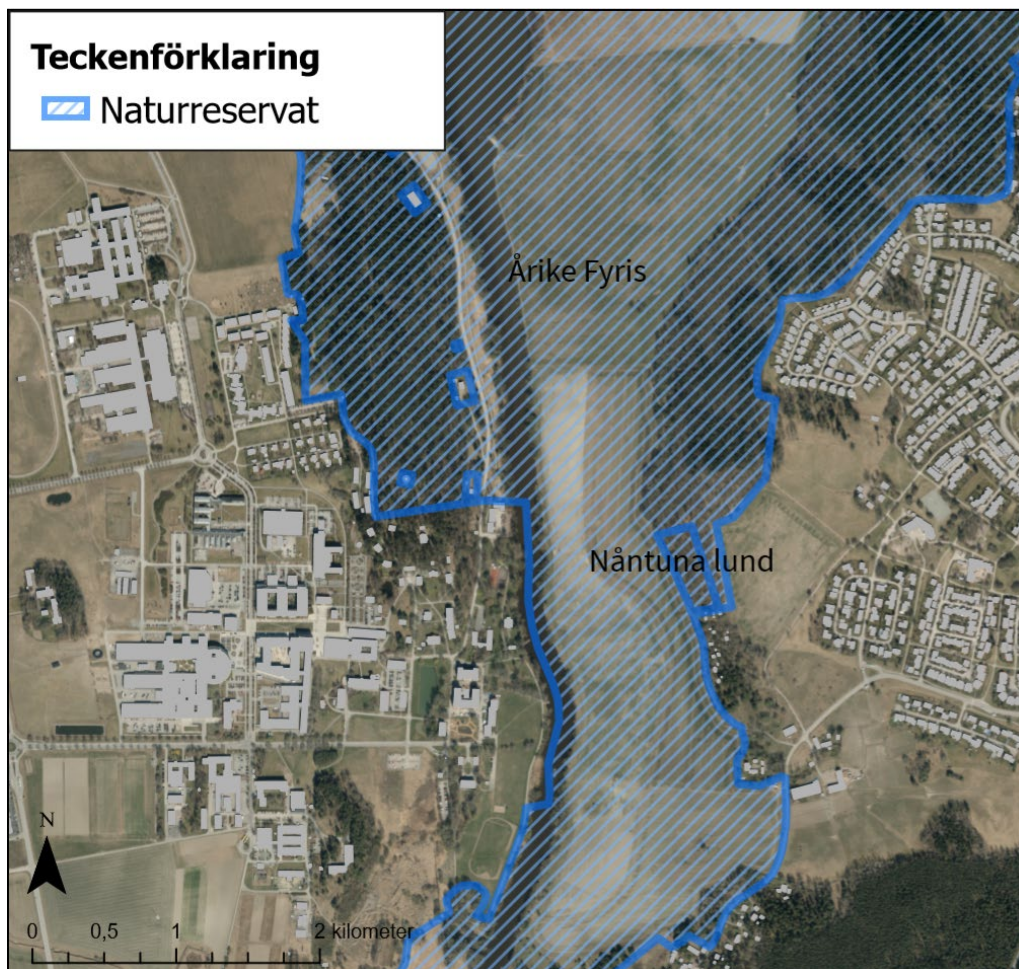 Teckenförklaring
Naturreservat
Årike Fyris
Nåntuna lund
N
0 0,5 1 2 kilometer